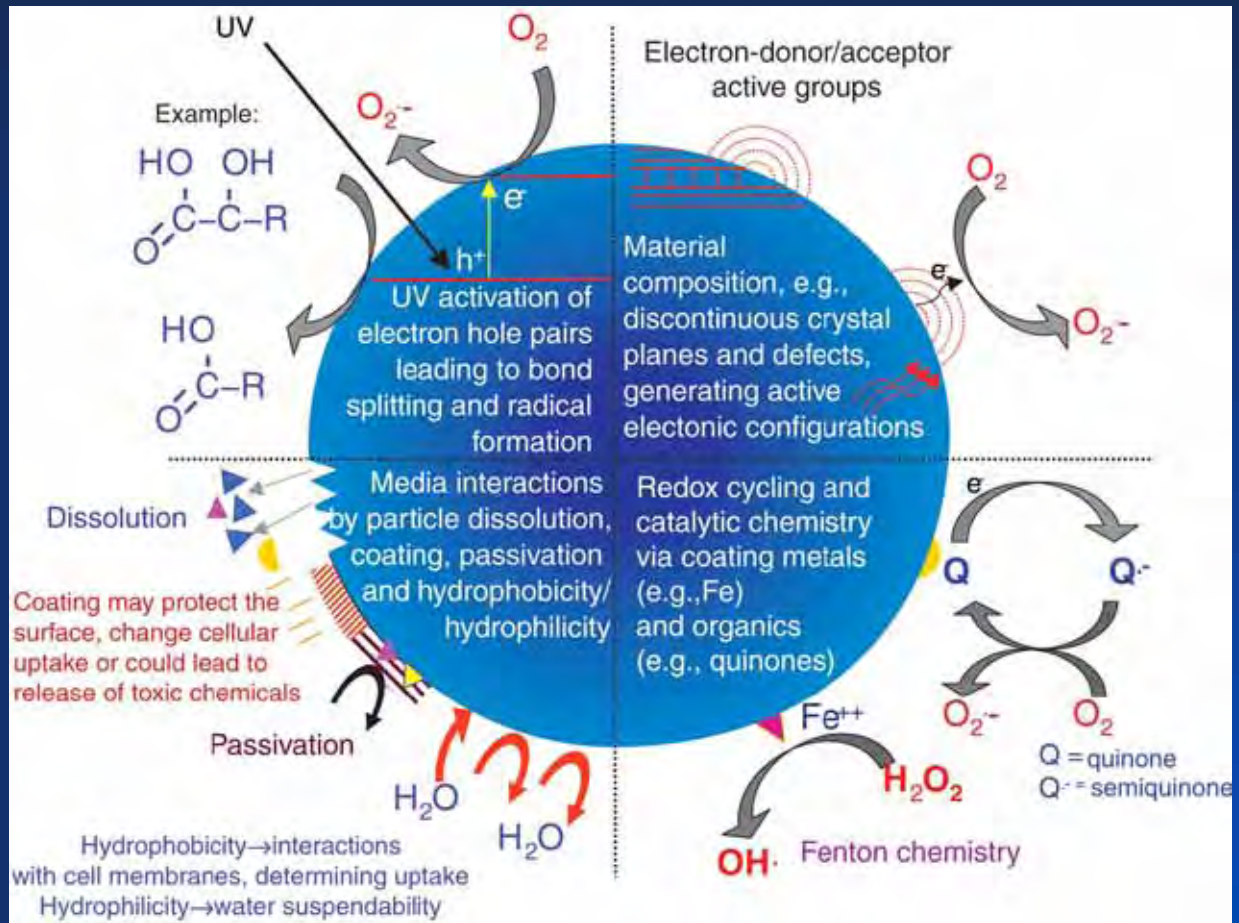 UV
O₂
O₂·-
Example:
HO OH
O=C-C-R
HO
O=C-R
e-
h⁺
UV activation of
electron hole pairs
leading to bond
splitting and radical
formation
Electron-donor/acceptor
active groups
O₂
e-
O₂·-
Material
composition, e.g.,
discontinuous crystal
planes and defects,
generating active
electonic configurations
Dissolution
Media interactions
by particle dissolution,
coating, passivation
and hydrophobicity/
hydrophilicity
Coating may protect the
surface, change cellular
uptake or could lead to
release of toxic chemicals
Passivation
H₂O
H₂O
Hydrophobicity→interactions
with cell membranes, determining uptake
Hydrophilicity→water suspendability
Redox cycling and
catalytic chemistry
via coating metals
(e.g.,Fe)
and organics
(e.g., quinones)
e-
Q
Q·-
O₂·-
O₂
Q = quinone
Q·- = semiquinone
Fe⁺⁺
H₂O₂
OH·
Fenton chemistry